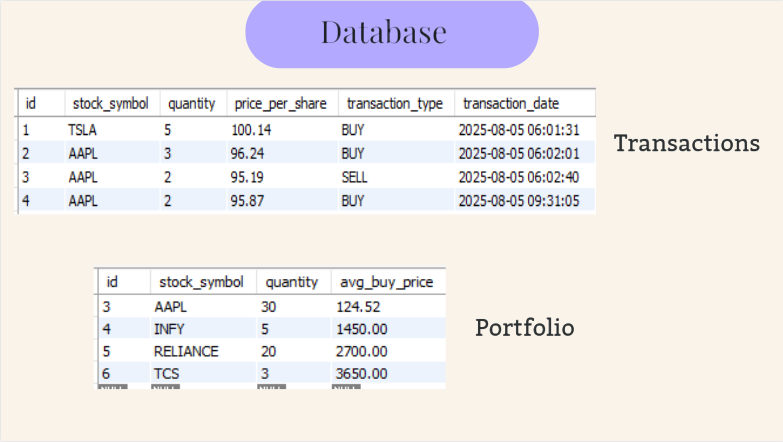 Database
id stock_symbol quantity price_per_share transaction_type transaction_date
1 TSLA 5 100.14 BUY 2025-08-05 06:01:31
2 AAPL 3 96.24 BUY 2025-08-05 06:02:01
3 AAPL 2 95.19 SELL 2025-08-05 06:02:40
4 AAPL 2 95.87 BUY 2025-08-05 09:31:05
Transactions
id stock_symbol quantity avg_buy_price
3 AAPL 30 124.52
4 INFY 5 1450.00
5 RELIANCE 20 2700.00
6 TCS 3 3650.00
Portfolio